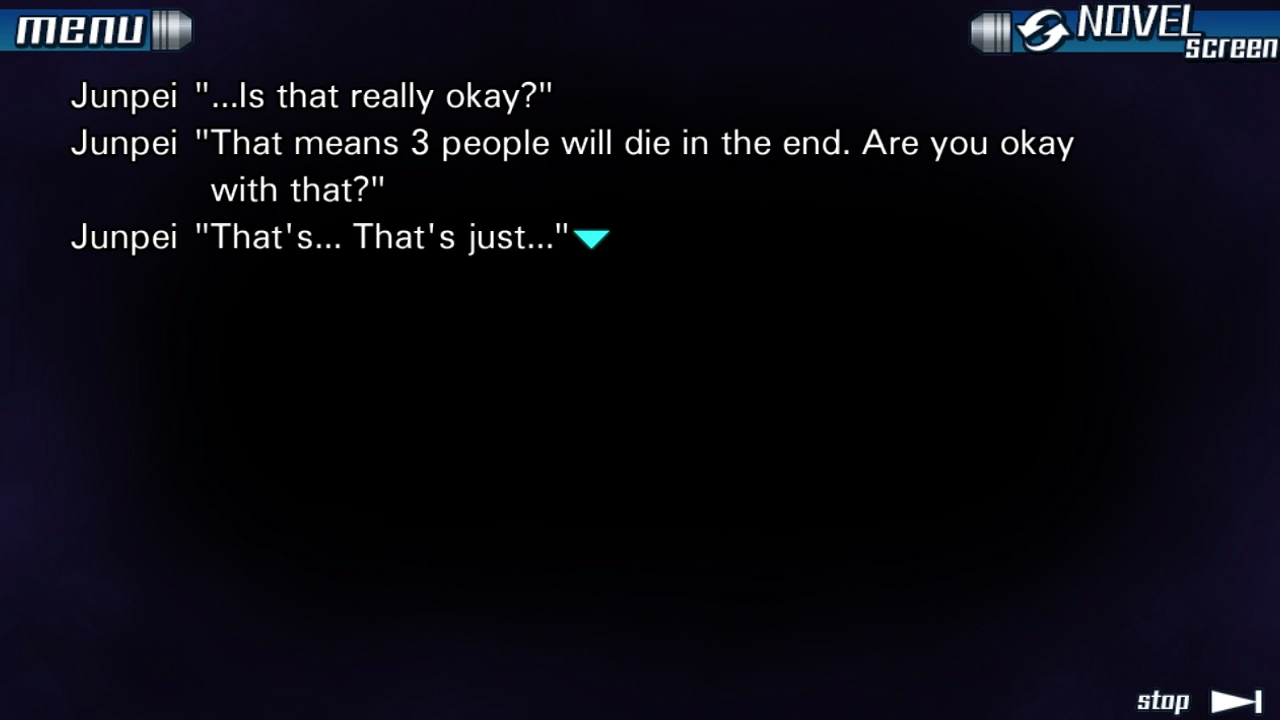 menu
NOVEL
screen
Junpei "...Is that really okay?"
Junpei "That means 3 people will die in the end. Are you okay
with that?"
Junpei "That's... That's just..."
stop